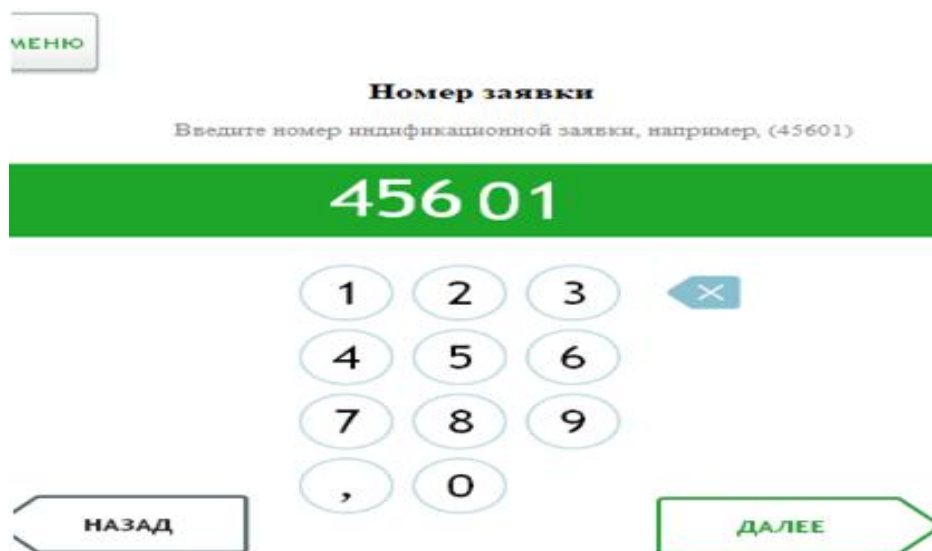 МЕНЮ
Номер заявки
Введите номер индификационной заявки, например, (45601)
456 01
1 2 3
4 5 6
7 8 9
, 0
НАЗАД ДАЛЕЕ